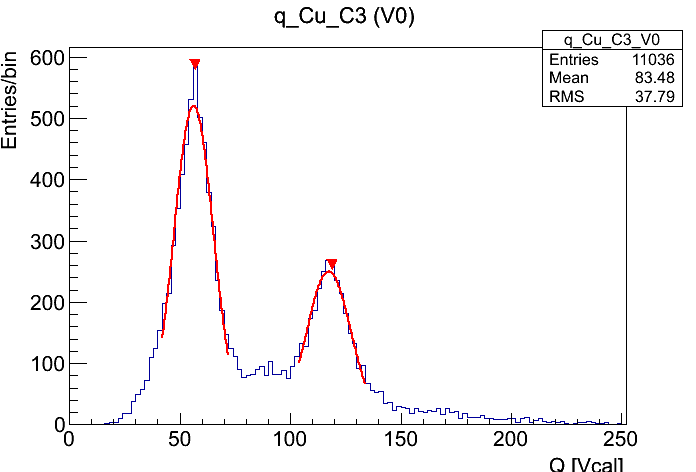 q_Cu_C3 (V0)
q_Cu_C3_V0
Entries 11036
Mean 83.48
RMS 37.79
Entries/bin
600
500
400
300
200
100
0
0 50 100 150 200 250
Q [Vcal]